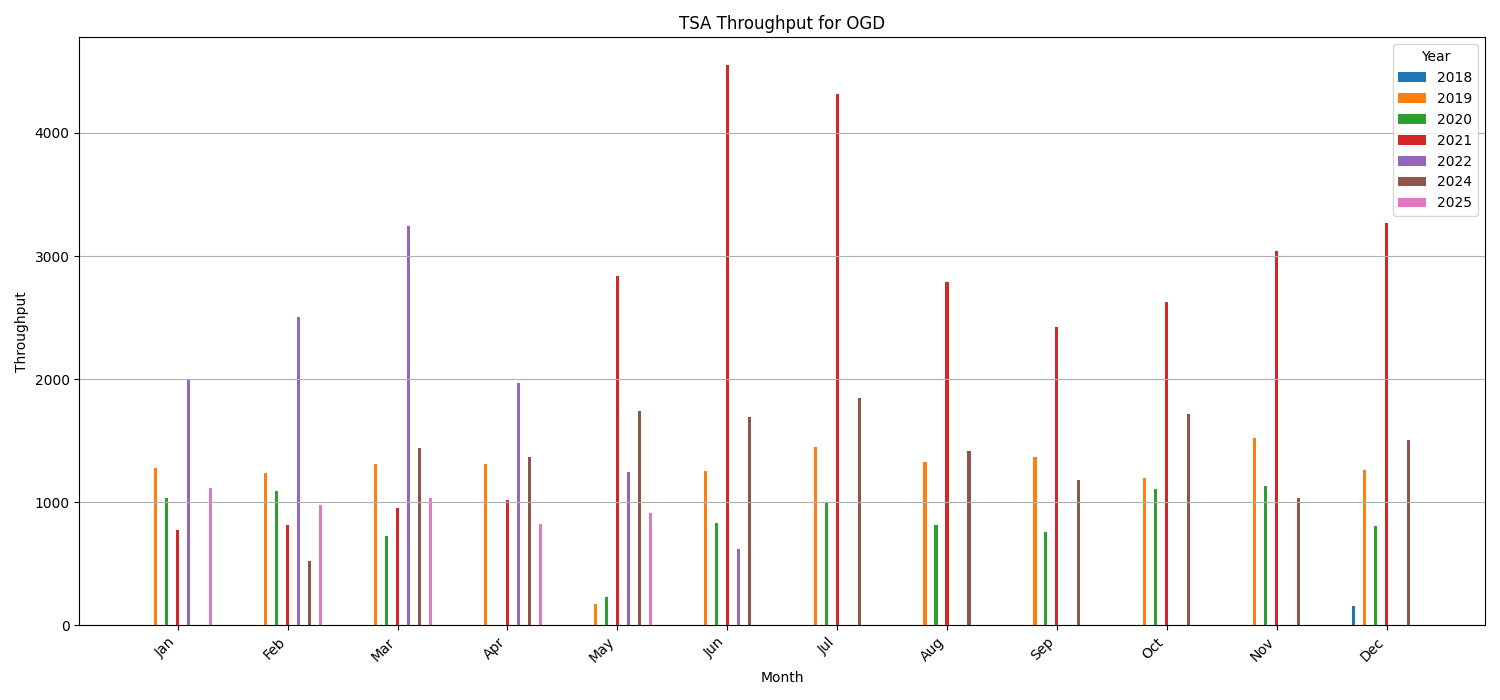 TSA Throughput for OGD
Year
2018
2019
2020
2021
2022
2024
2025
Throughput
4000
3000
2000
1000
0
Jan
Feb
Mar
Apr
May
Jun
Jul
Aug
Sep
Oct
Nov
Dec
Month